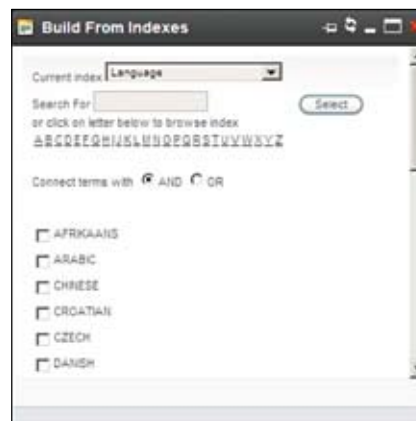 Build From Indexes
Current index Language
Search For Select
or click on letter below to browse index
A B C D E F G H I J K L M N O P Q R S T U V W X Y Z
Connect terms with AND OR
AFRIKAANS
ARABIC
CHINESE
CROATIAN
CZECH
DANISH